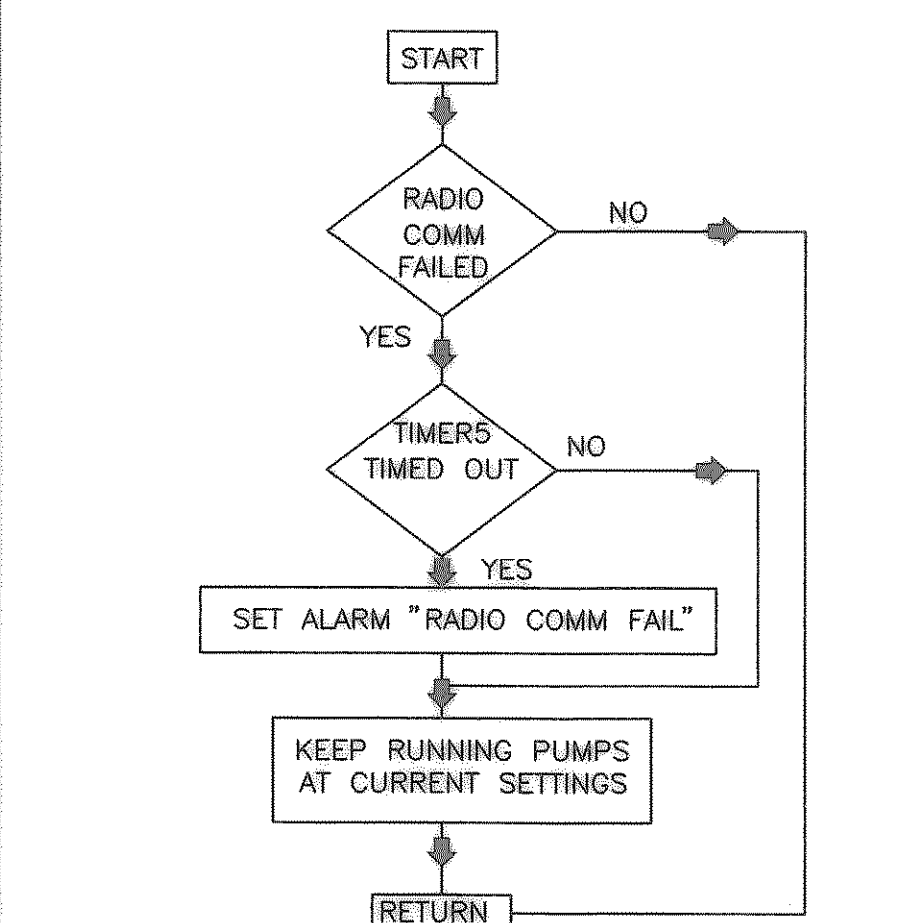 START
RADIO
COMM
FAILED
NO
YES
TIMER5
TIMED OUT
NO
YES
SET ALARM "RADIO COMM FAIL"
KEEP RUNNING PUMPS
AT CURRENT SETTINGS
RETURN